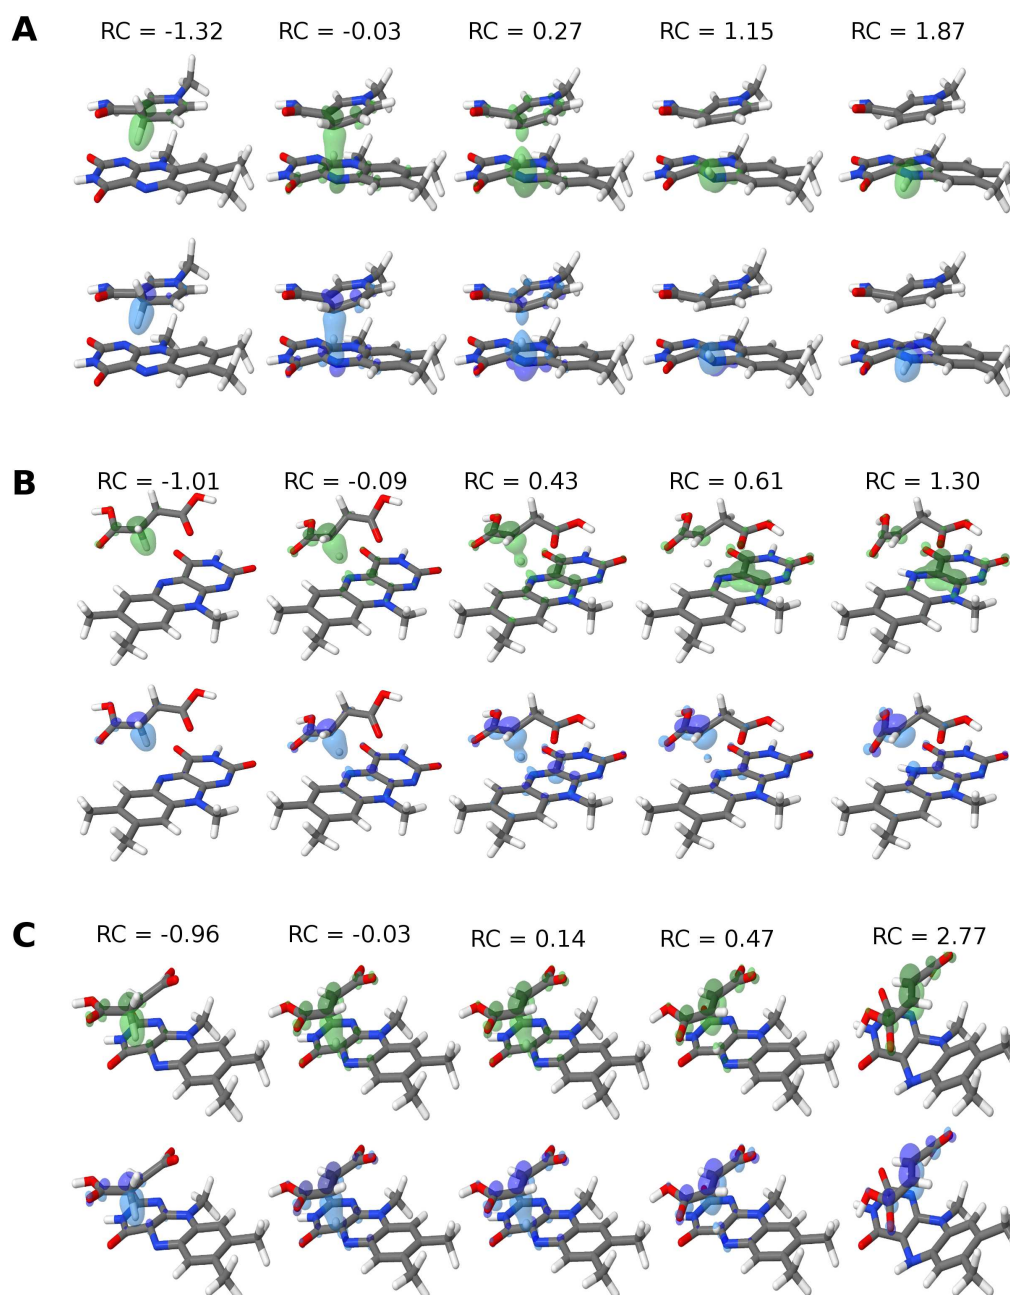 A
RC = -1.32 RC = -0.03 RC = 0.27 RC = 1.15 RC = 1.87
B
RC = -1.01 RC = -0.09 RC = 0.43 RC = 0.61 RC = 1.30
C
RC = -0.96 RC = -0.03 RC = 0.14 RC = 0.47 RC = 2.77